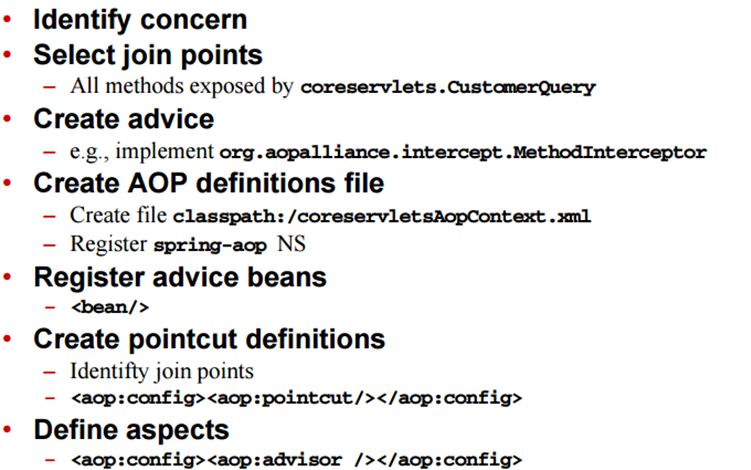 • Identify concern
• Select join points
– All methods exposed by coreservlets.CustomerQuery
• Create advice
– e.g., implement org.aopalliance.intercept.MethodInterceptor
• Create AOP definitions file
– Create file classpath:/coreservletsAopContext.xml
– Register spring-aop NS
• Register advice beans
– <bean/>
• Create pointcut definitions
– Identifty join points
– <aop:config><aop:pointcut/></aop:config>
• Define aspects
– <aop:config><aop:advisor /></aop:config>